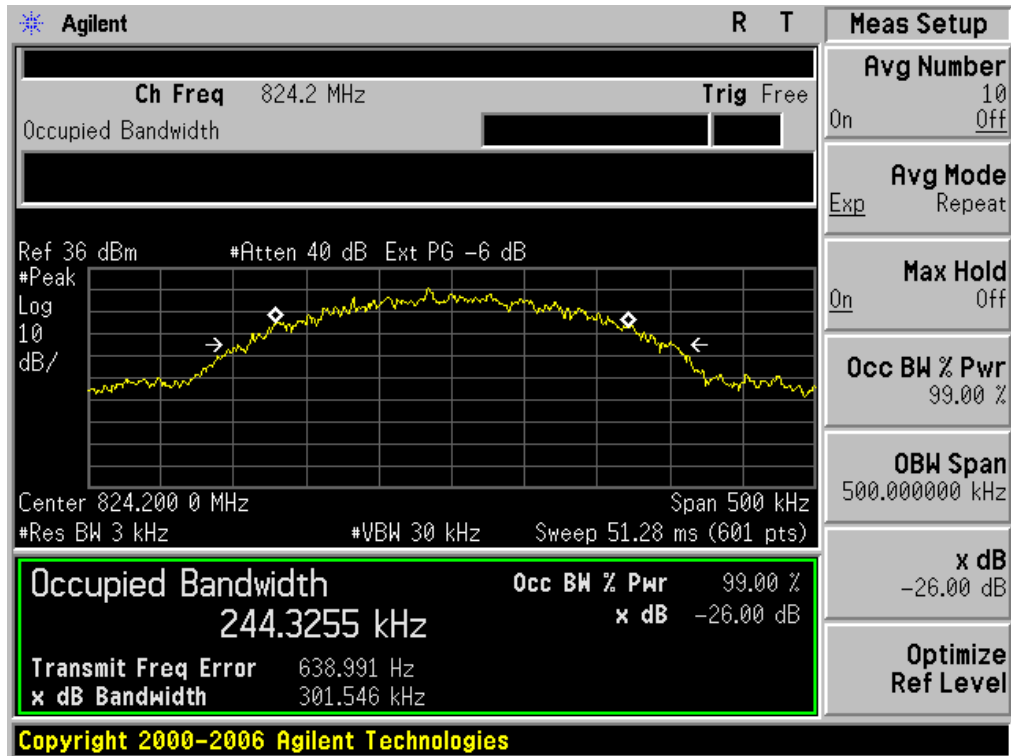 Agilent R T
Ch Freq 824.2 MHz Trig Free
Occupied Bandwidth
Ref 36 dBm #Atten 40 dB Ext PG -6 dB
#Peak
Log
10
dB/
Center 824.200 0 MHz Span 500 kHz
#Res BW 3 kHz #VBW 30 kHz Sweep 51.28 ms (601 pts)
Occupied Bandwidth Occ BW % Pwr 99.00 %
244.3255 kHz x dB -26.00 dB
Transmit Freq Error 638.991 Hz
x dB Bandwidth 301.546 kHz
Meas Setup
Avg Number
10
On Off
Avg Mode
Exp Repeat
Max Hold
On Off
Occ BW % Pwr
99.00 %
OBW Span
500.000000 kHz
x dB
-26.00 dB
Optimize
Ref Level
Copyright 2000-2006 Agilent Technologies